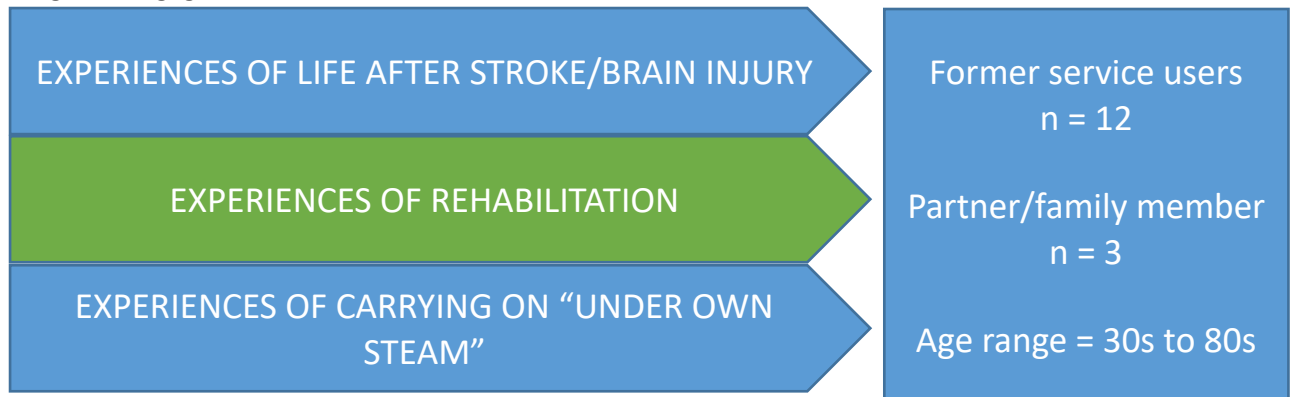 EXPERIENCES OF LIFE AFTER STROKE/BRAIN INJURY
EXPERIENCES OF REHABILITATION
EXPERIENCES OF CARRYING ON “UNDER OWN
STEAM”
Former service users
n = 12
Partner/family member
n = 3
Age range = 30s to 80s